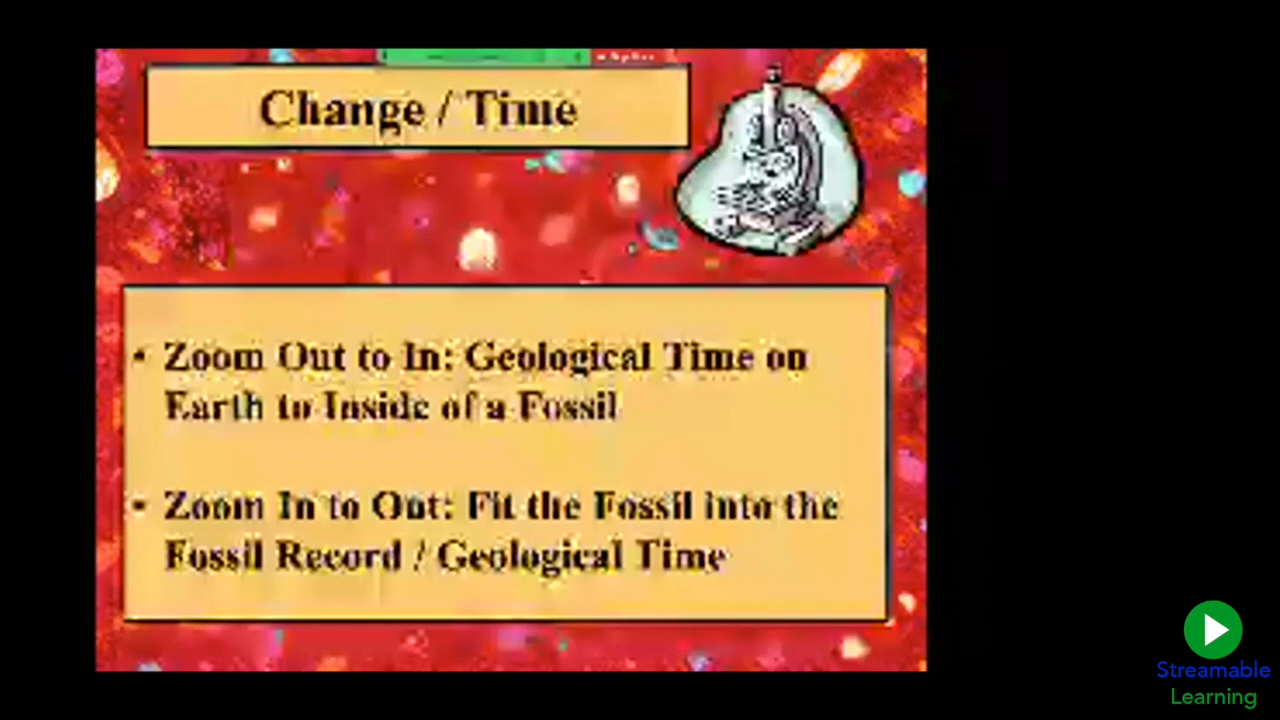 Change / Time
• Zoom Out to In: Geological Time on
Earth to Inside of a Fossil
• Zoom In to Out: Fit the Fossil into the
Fossil Record / Geological Time
Streamable
Learning